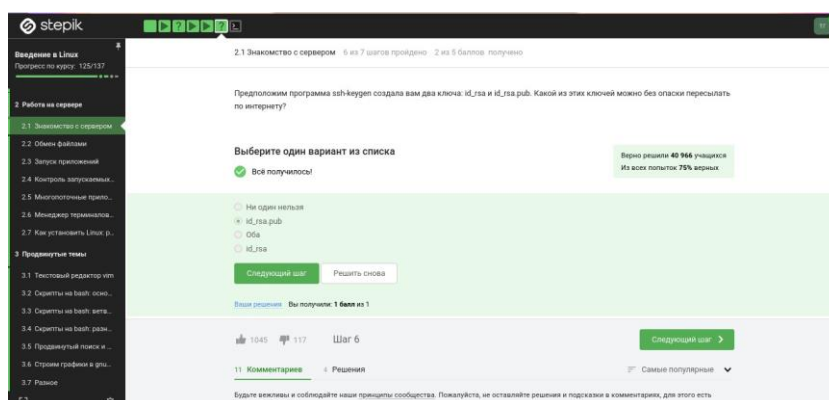 stepik
Введение в Linux
Прогресс по курсу: 125/137
2 Работа на сервере
2.1 Знакомство с сервером
2.2 Обмен файлами
2.3 Запуск приложений
2.4 Контроль запускаемых...
2.5 Многопоточные прило...
2.6 Менеджер терминалов...
2.7 Как установить Linux: р...
3 Продвинутые темы
3.1 Текстовый редактор vim
3.2 Скрипты на bash: осно...
3.3 Скрипты на bash: ветв...
3.4 Скрипты на bash: разн...
3.5 Продвинутый поиск и ...
3.6 Строим графики в gnu...
3.7 Разное
2.1 Знакомство с сервером 6 из 7 шагов пройдено 2 из 5 баллов получено
Предположим программа ssh-keygen создала вам два ключа: id_rsa и id_rsa.pub. Какой из этих ключей можно без опаски пересылать
по интернету?
Выберите один вариант из списка
Всё получилось!
Верно решили 40 966 учащихся
Из всех попыток 75% верных
Ни один нельзя
id_rsa.pub
Оба
id_rsa
Следующий шаг Решить снова
Ваши решения Вы получили: 1 балл из 1
1045 117 Шаг 6 Следующий шаг
11 Комментариев Решения Самые популярные
Будьте вежливы и соблюдайте наши принципы сообщества. Пожалуйста, не оставляйте решения и подсказки в комментариях, для этого есть